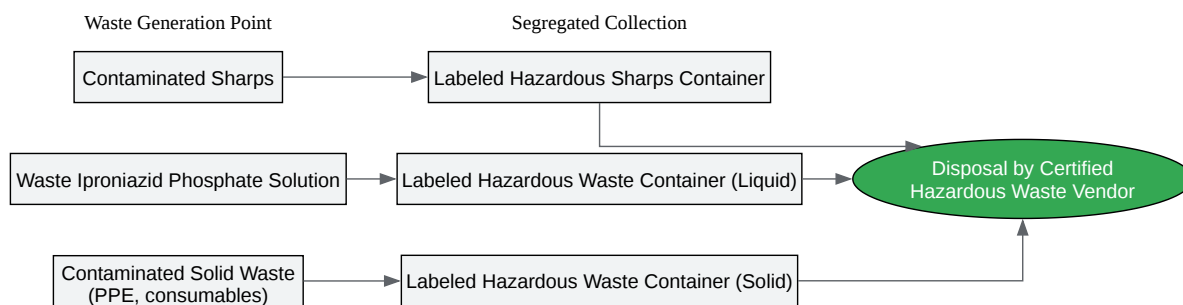 Waste Generation Point
Segregated Collection
Contaminated Sharps
Labeled Hazardous Sharps Container
Waste Iproniazid Phosphate Solution
Labeled Hazardous Waste Container (Liquid)
Disposal by Certified
Hazardous Waste Vendor
Contaminated Solid Waste
(PPE, consumables)
Labeled Hazardous Waste Container (Solid)